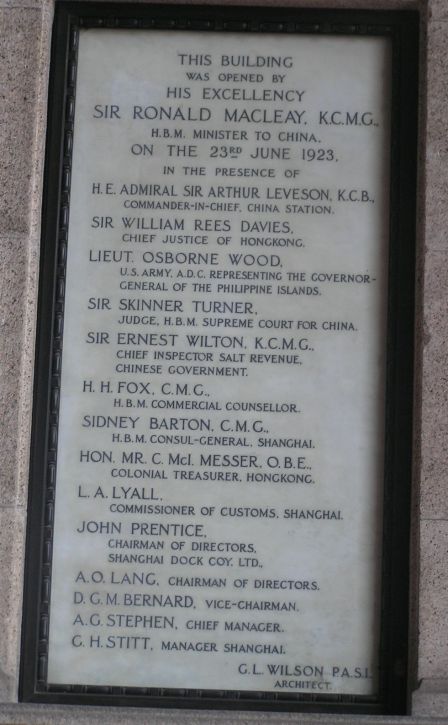 THIS BUILDING
WAS OPENED BY
HIS EXCELLENCY
SIR RONALD MACLEAY, K.C.M.G.,
H.B.M. MINISTER TO CHINA,
ON THE 23RD JUNE 1923,
IN THE PRESENCE OF
H.E. ADMIRAL SIR ARTHUR LEVESON, K.C.B.,
COMMANDER-IN-CHIEF, CHINA STATION.
SIR WILLIAM REES DAVIES,
CHIEF JUSTICE OF HONGKONG.
LIEUT. OSBORNE WOOD,
U.S. ARMY, A.D.C. REPRESENTING THE GOVERNOR-
GENERAL OF THE PHILIPPINE ISLANDS.
SIR SKINNER TURNER,
JUDGE, H.B.M. SUPREME COURT FOR CHINA.
SIR ERNEST WILTON, K.C.M.G.,
CHIEF INSPECTOR SALT REVENUE,
CHINESE GOVERNMENT.
H.H. FOX, C.M.G.,
H.B.M. COMMERCIAL COUNSELLOR.
SIDNEY BARTON, C.M.G.,
H.B.M. CONSUL-GENERAL, SHANGHAI.
HON. MR. C. McI. MESSER, O.B.E.,
COLONIAL TREASURER, HONGKONG.
L.A. LYALL,
COMMISSIONER OF CUSTOMS, SHANGHAI.
JOHN PRENTICE,
CHAIRMAN OF DIRECTORS,
SHANGHAI DOCK COY. LTD.,
A.O. LANG, CHAIRMAN OF DIRECTORS.
D.G.M. BERNARD, VICE-CHAIRMAN.
A.G. STEPHEN, CHIEF MANAGER.
G.H. STITT, MANAGER SHANGHAI.
G.L. WILSON P.A.S.I.
ARCHITECT.